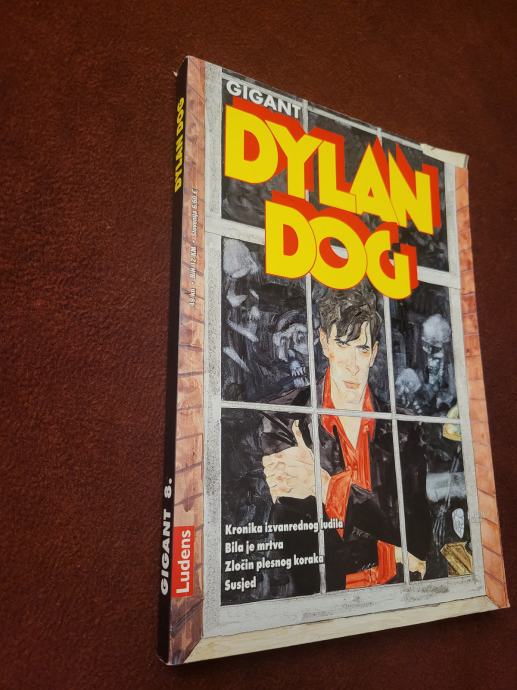 GIGANT
DYLAN
DOG
Kronika izvanrednog ludila
Bila je mrtva
Zločin plesnog koraka
Susjed
DYLAN DOG
GIGANT 8.
Ludens